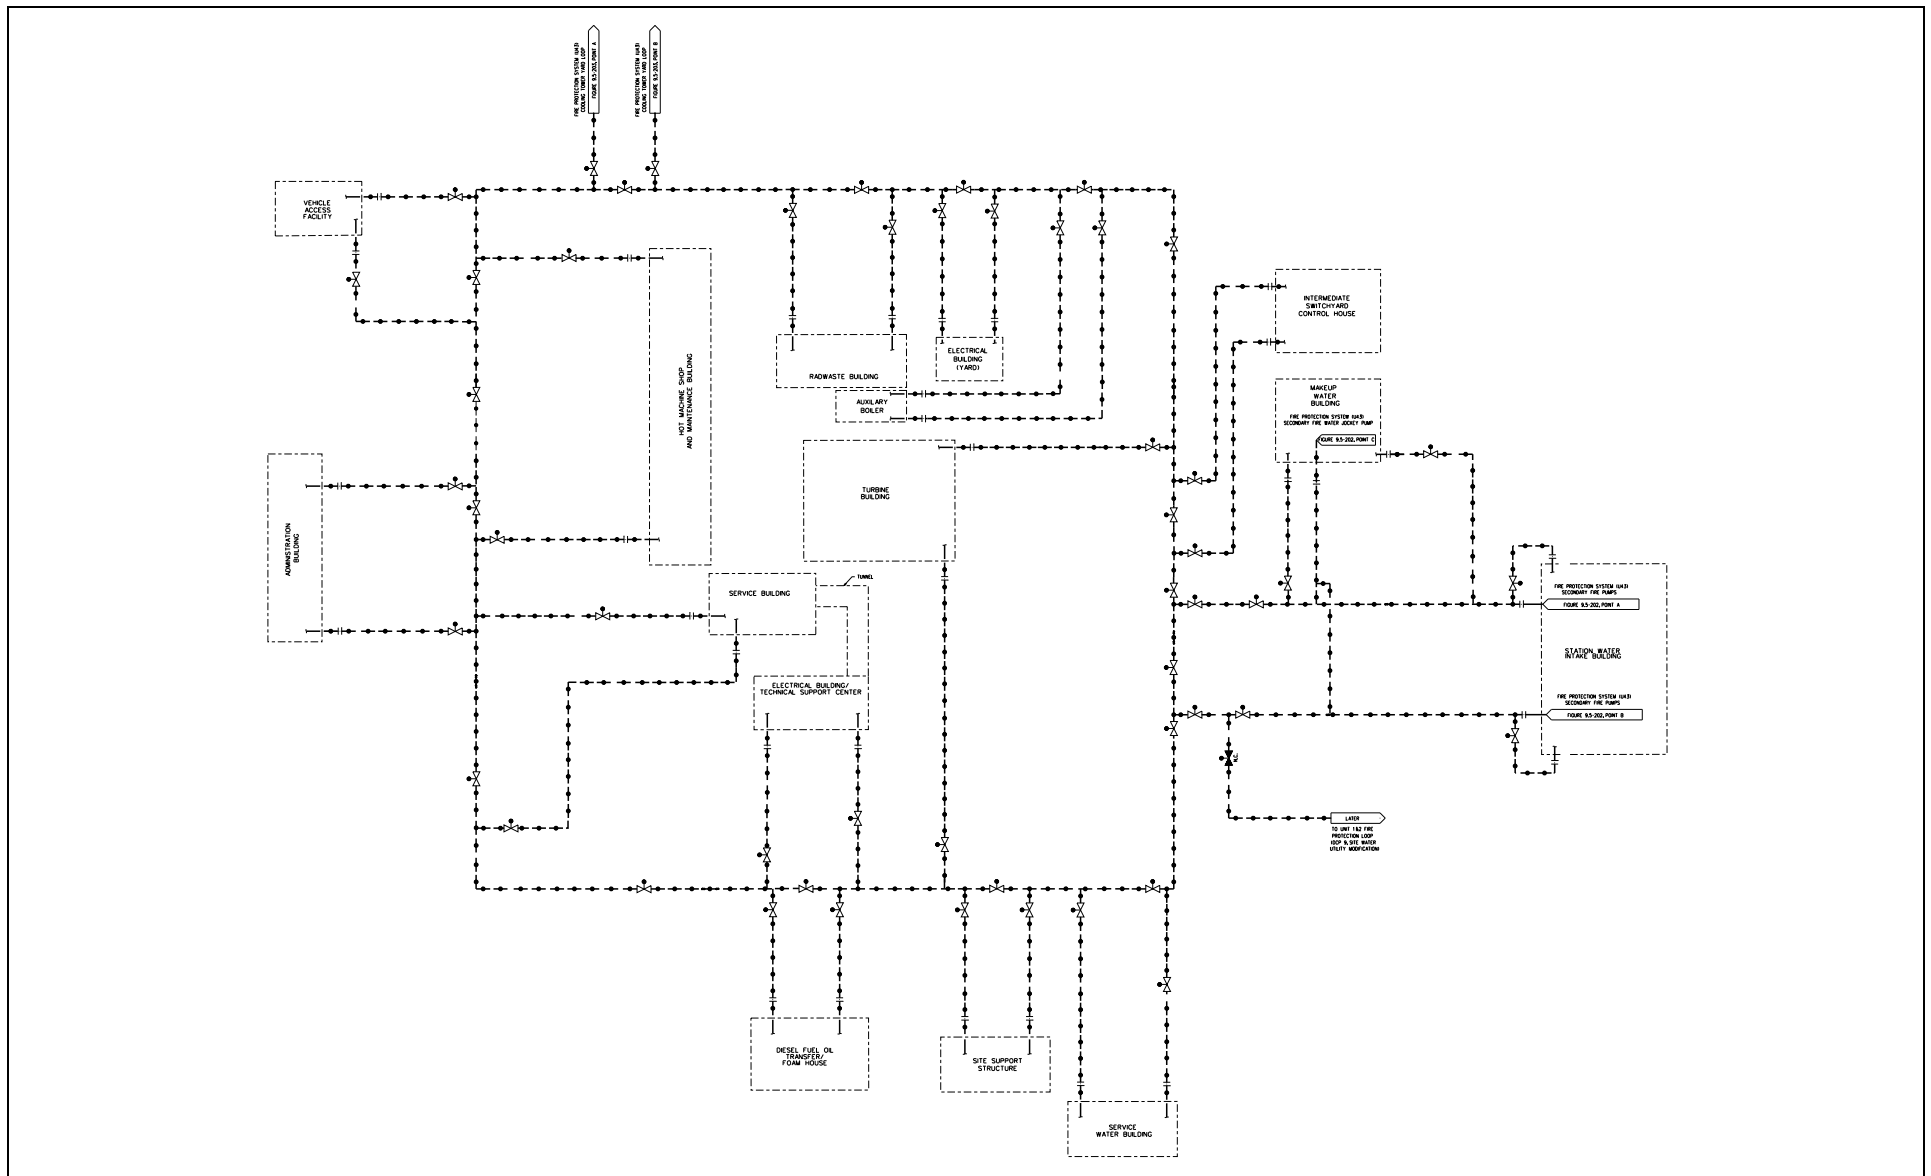 FIRE PROTECTION SYSTEM (U43)
COOLING TOWER YARD LOOP
FIGURE 9.5-203, POINT A
FIRE PROTECTION SYSTEM (U43)
COOLING TOWER YARD LOOP
FIGURE 9.5-203, POINT B
VEHICLE
ACCESS
FACILITY
HOT MACHINE SHOP
AND MAINTENANCE BUILDING
RADWASTE BUILDING
ELECTRICAL
BUILDING
(YARD)
AUXILARY
BOILER
INTERMEDIATE
SWITCHYARD
CONTROL HOUSE
MAKEUP
WATER
BUILDING
FIRE PROTECTION SYSTEM (U43)
SECONDARY FIRE WATER JOCKEY PUMP
FIGURE 9.5-202, POINT C
TURBINE
BUILDING
ADMINISTRATION
BUILDING
TUNNEL
SERVICE BUILDING
FIRE PROTECTION SYSTEM (U43)
SECONDARY FIRE PUMPS
FIGURE 9.5-202, POINT A
STATION WATER
INTAKE BUILDING
ELECTRICAL BUILDING/
TECHNICAL SUPPORT CENTER
FIRE PROTECTION SYSTEM (U43)
SECONDARY FIRE PUMPS
FIGURE 9.5-202, POINT B
N.C.
LATER
TO UNIT 1&2 FIRE
PROTECTION LOOP
(DCP 9, SITE WATER
UTILITY MODIFICATION)
DIESEL FUEL OIL
TRANSFER/
FOAM HOUSE
SITE SUPPORT
STRUCTURE
SERVICE
WATER BUILDING